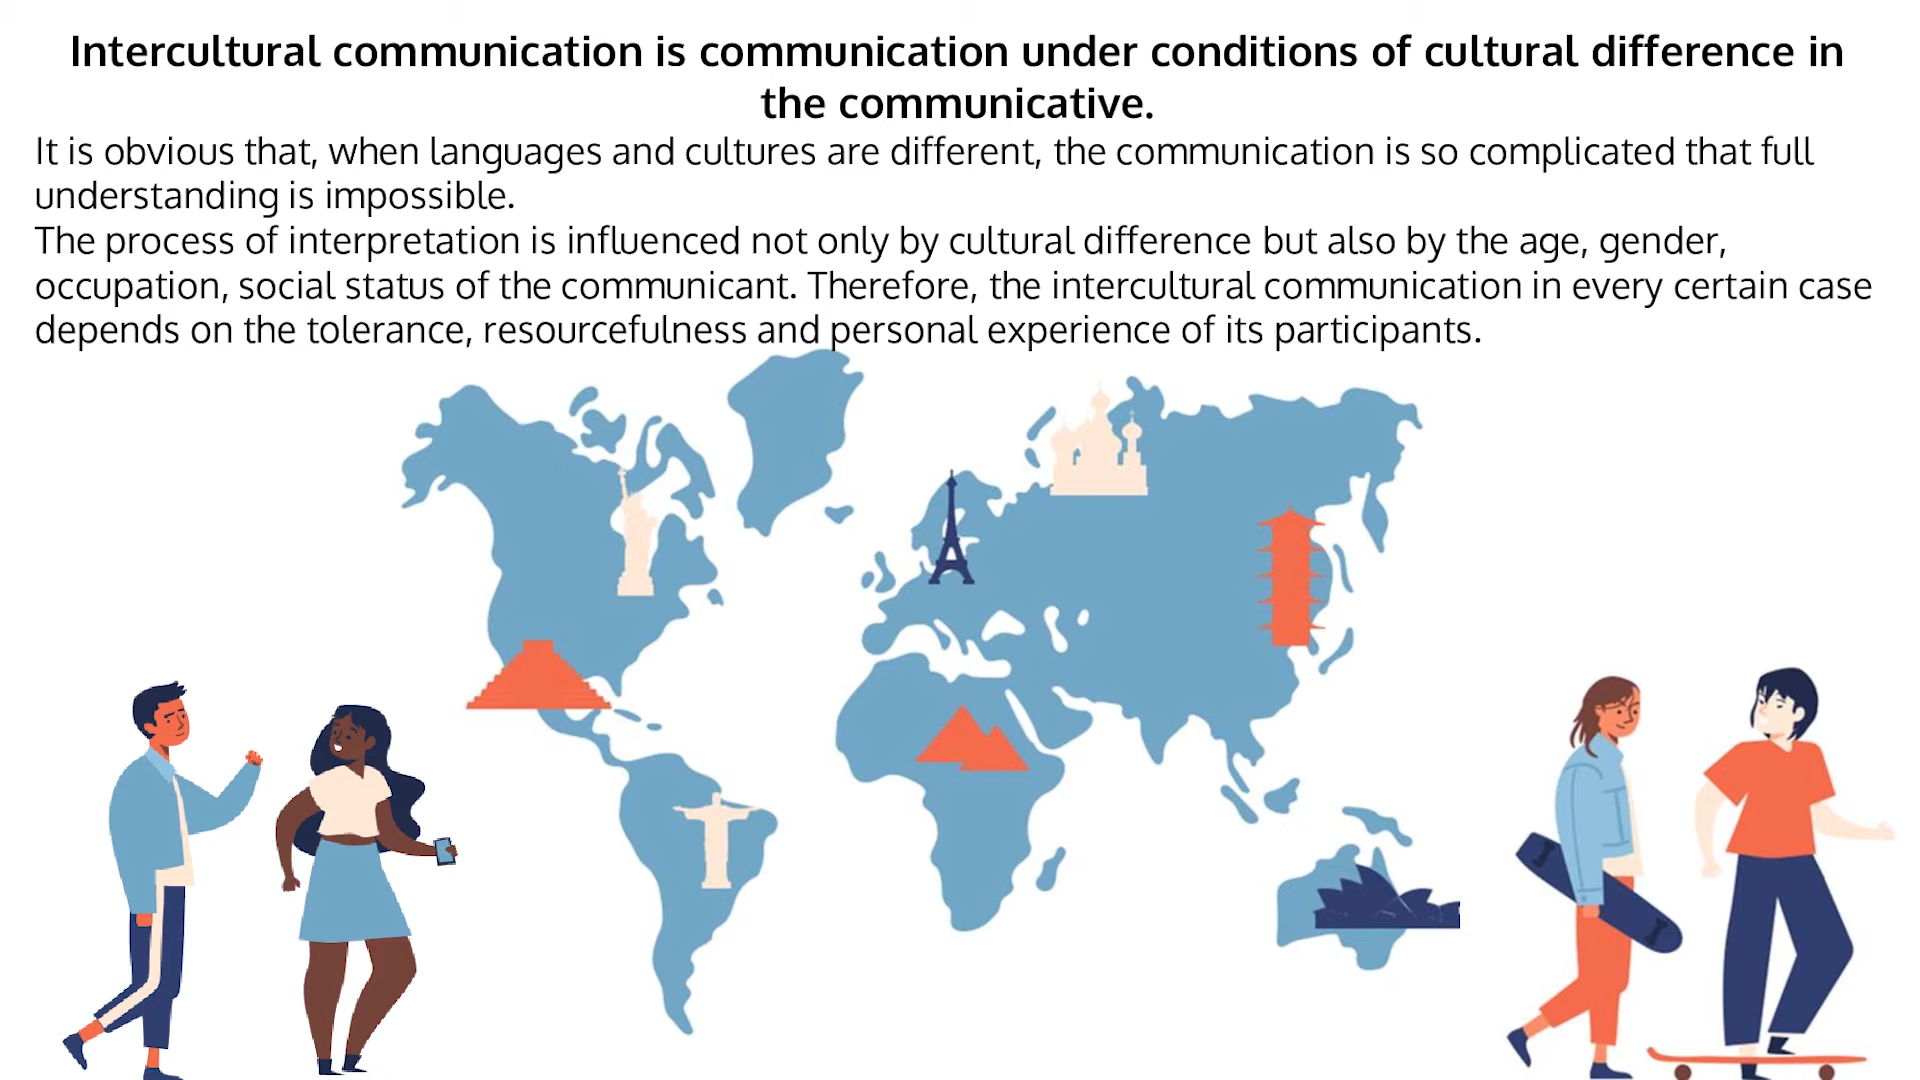 Intercultural communication is communication under conditions of cultural difference in
the communicative.
It is obvious that, when languages and cultures are different, the communication is so complicated that full
understanding is impossible.
The process of interpretation is influenced not only by cultural difference but also by the age, gender,
occupation, social status of the communicant. Therefore, the intercultural communication in every certain case
depends on the tolerance, resourcefulness and personal experience of its participants.